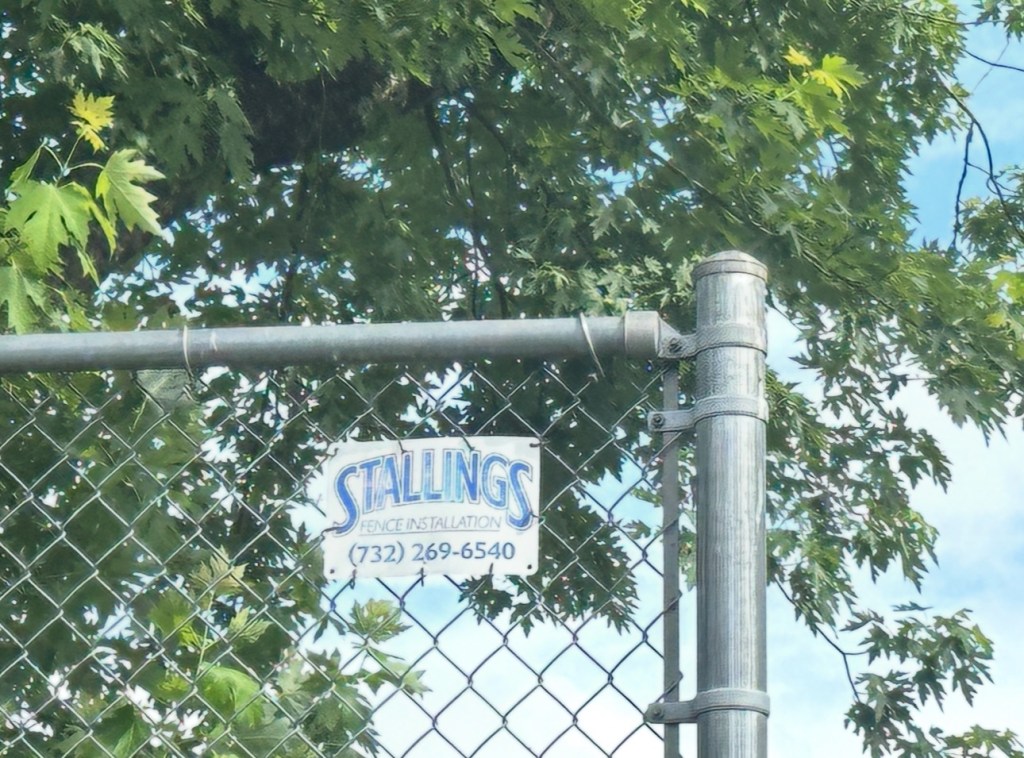 STALLINGS
FENCE INSTALLATION
(732) 269-6540